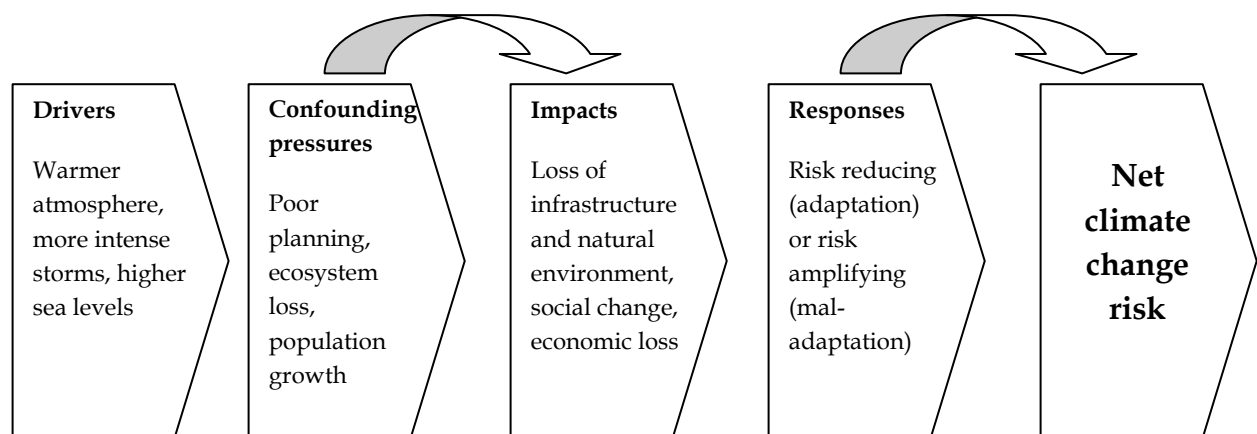 Drivers
Warmer
atmosphere,
more intense
storms, higher
sea levels
Confounding
pressures
Poor
planning,
ecosystem
loss,
population
growth
Impacts
Loss of
infrastructure
and natural
environment,
social change,
economic loss
Responses
Risk reducing
(adaptation)
or risk
amplifying
(mal-
adaptation)
Net
climate
change
risk